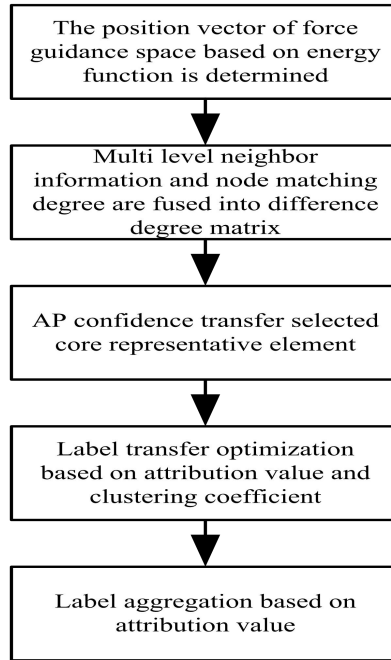 The position vector of force
guidance space based on energy
function is determined
Multi level neighbor
information and node matching
degree are fused into difference
degree matrix
AP confidence transfer selected
core representative element
Label transfer optimization
based on attribution value and
clustering coefficient
Label aggregation based on
attribution value